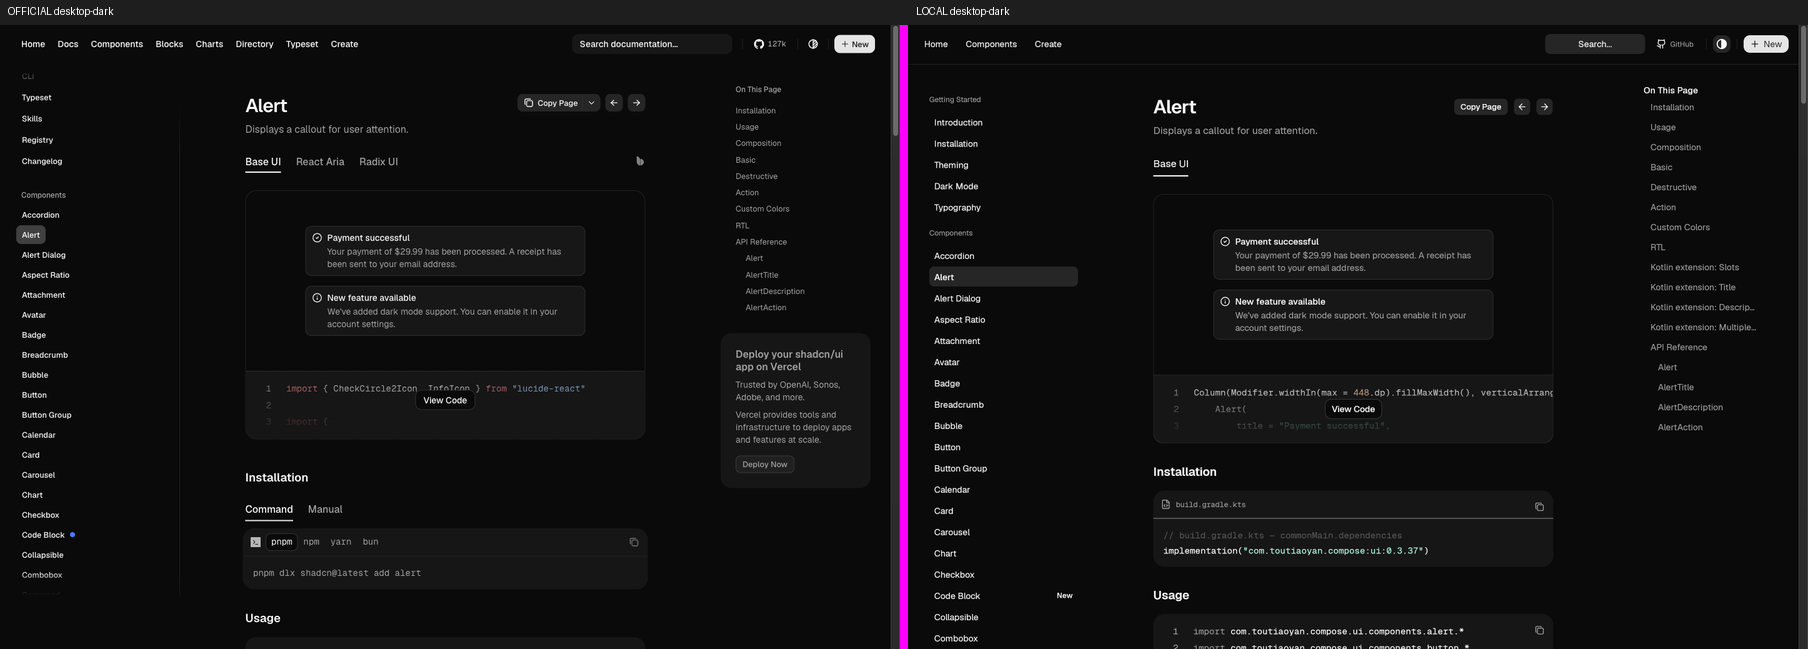 OFFICIAL desktop-dark
Home Docs Components Blocks Charts Directory Typeset Create
Search documentation...
127k
New
CLI
Typeset
Skills
Registry
Changelog
Components
Accordion
Alert
Alert Dialog
Aspect Ratio
Attachment
Avatar
Badge
Breadcrumb
Bubble
Button
Button Group
Calendar
Card
Carousel
Chart
Checkbox
Code Block
Collapsible
Combobox
Alert
Copy Page
Displays a callout for user attention.
Base UI React Aria Radix UI
Payment successful
Your payment of $29.99 has been processed. A receipt has
been sent to your email address.
New feature available
We've added dark mode support. You can enable it in your
account settings.
1 import { CheckCircle2Icon, InfoIcon } from "lucide-react"
2
3 import {
View Code
Installation
Command Manual
pnpm npm yarn bun
pnpm dlx shadcn@latest add alert
Usage
On This Page
Installation
Usage
Composition
Basic
Destructive
Action
Custom Colors
RTL
API Reference
Alert
AlertTitle
AlertDescription
AlertAction
Deploy your shadcn/ui
app on Vercel
Trusted by OpenAI, Sonos,
Adobe, and more.
Vercel provides tools and
infrastructure to deploy apps
and features at scale.
Deploy Now
LOCAL desktop-dark
Home Components Create
Search...
GitHub
New
Getting Started
Introduction
Installation
Theming
Dark Mode
Typography
Components
Accordion
Alert
Alert Dialog
Aspect Ratio
Attachment
Avatar
Badge
Breadcrumb
Bubble
Button
Button Group
Calendar
Card
Carousel
Chart
Checkbox
Code Block New
Collapsible
Combobox
Alert
Copy Page
Displays a callout for user attention.
Base UI
Payment successful
Your payment of $29.99 has been processed. A receipt has
been sent to your email address.
New feature available
We've added dark mode support. You can enable it in your
account settings.
1 Column(Modifier.widthIn(max = 448.dp).fillMaxWidth(), verticalArrang
2 Alert(
3 title = "Payment successful",
View Code
Installation
build.gradle.kts
// build.gradle.kts — commonMain.dependencies
implementation("com.toutiaoyan.compose:ui:0.3.37")
Usage
1 import com.toutiaoyan.compose.ui.components.alert.*
2 import com.toutiaoyan.compose.ui.components.button.*
On This Page
Installation
Usage
Composition
Basic
Destructive
Action
Custom Colors
RTL
Kotlin extension: Slots
Kotlin extension: Title
Kotlin extension: Descrip...
Kotlin extension: Multiple...
API Reference
Alert
AlertTitle
AlertDescription
AlertAction